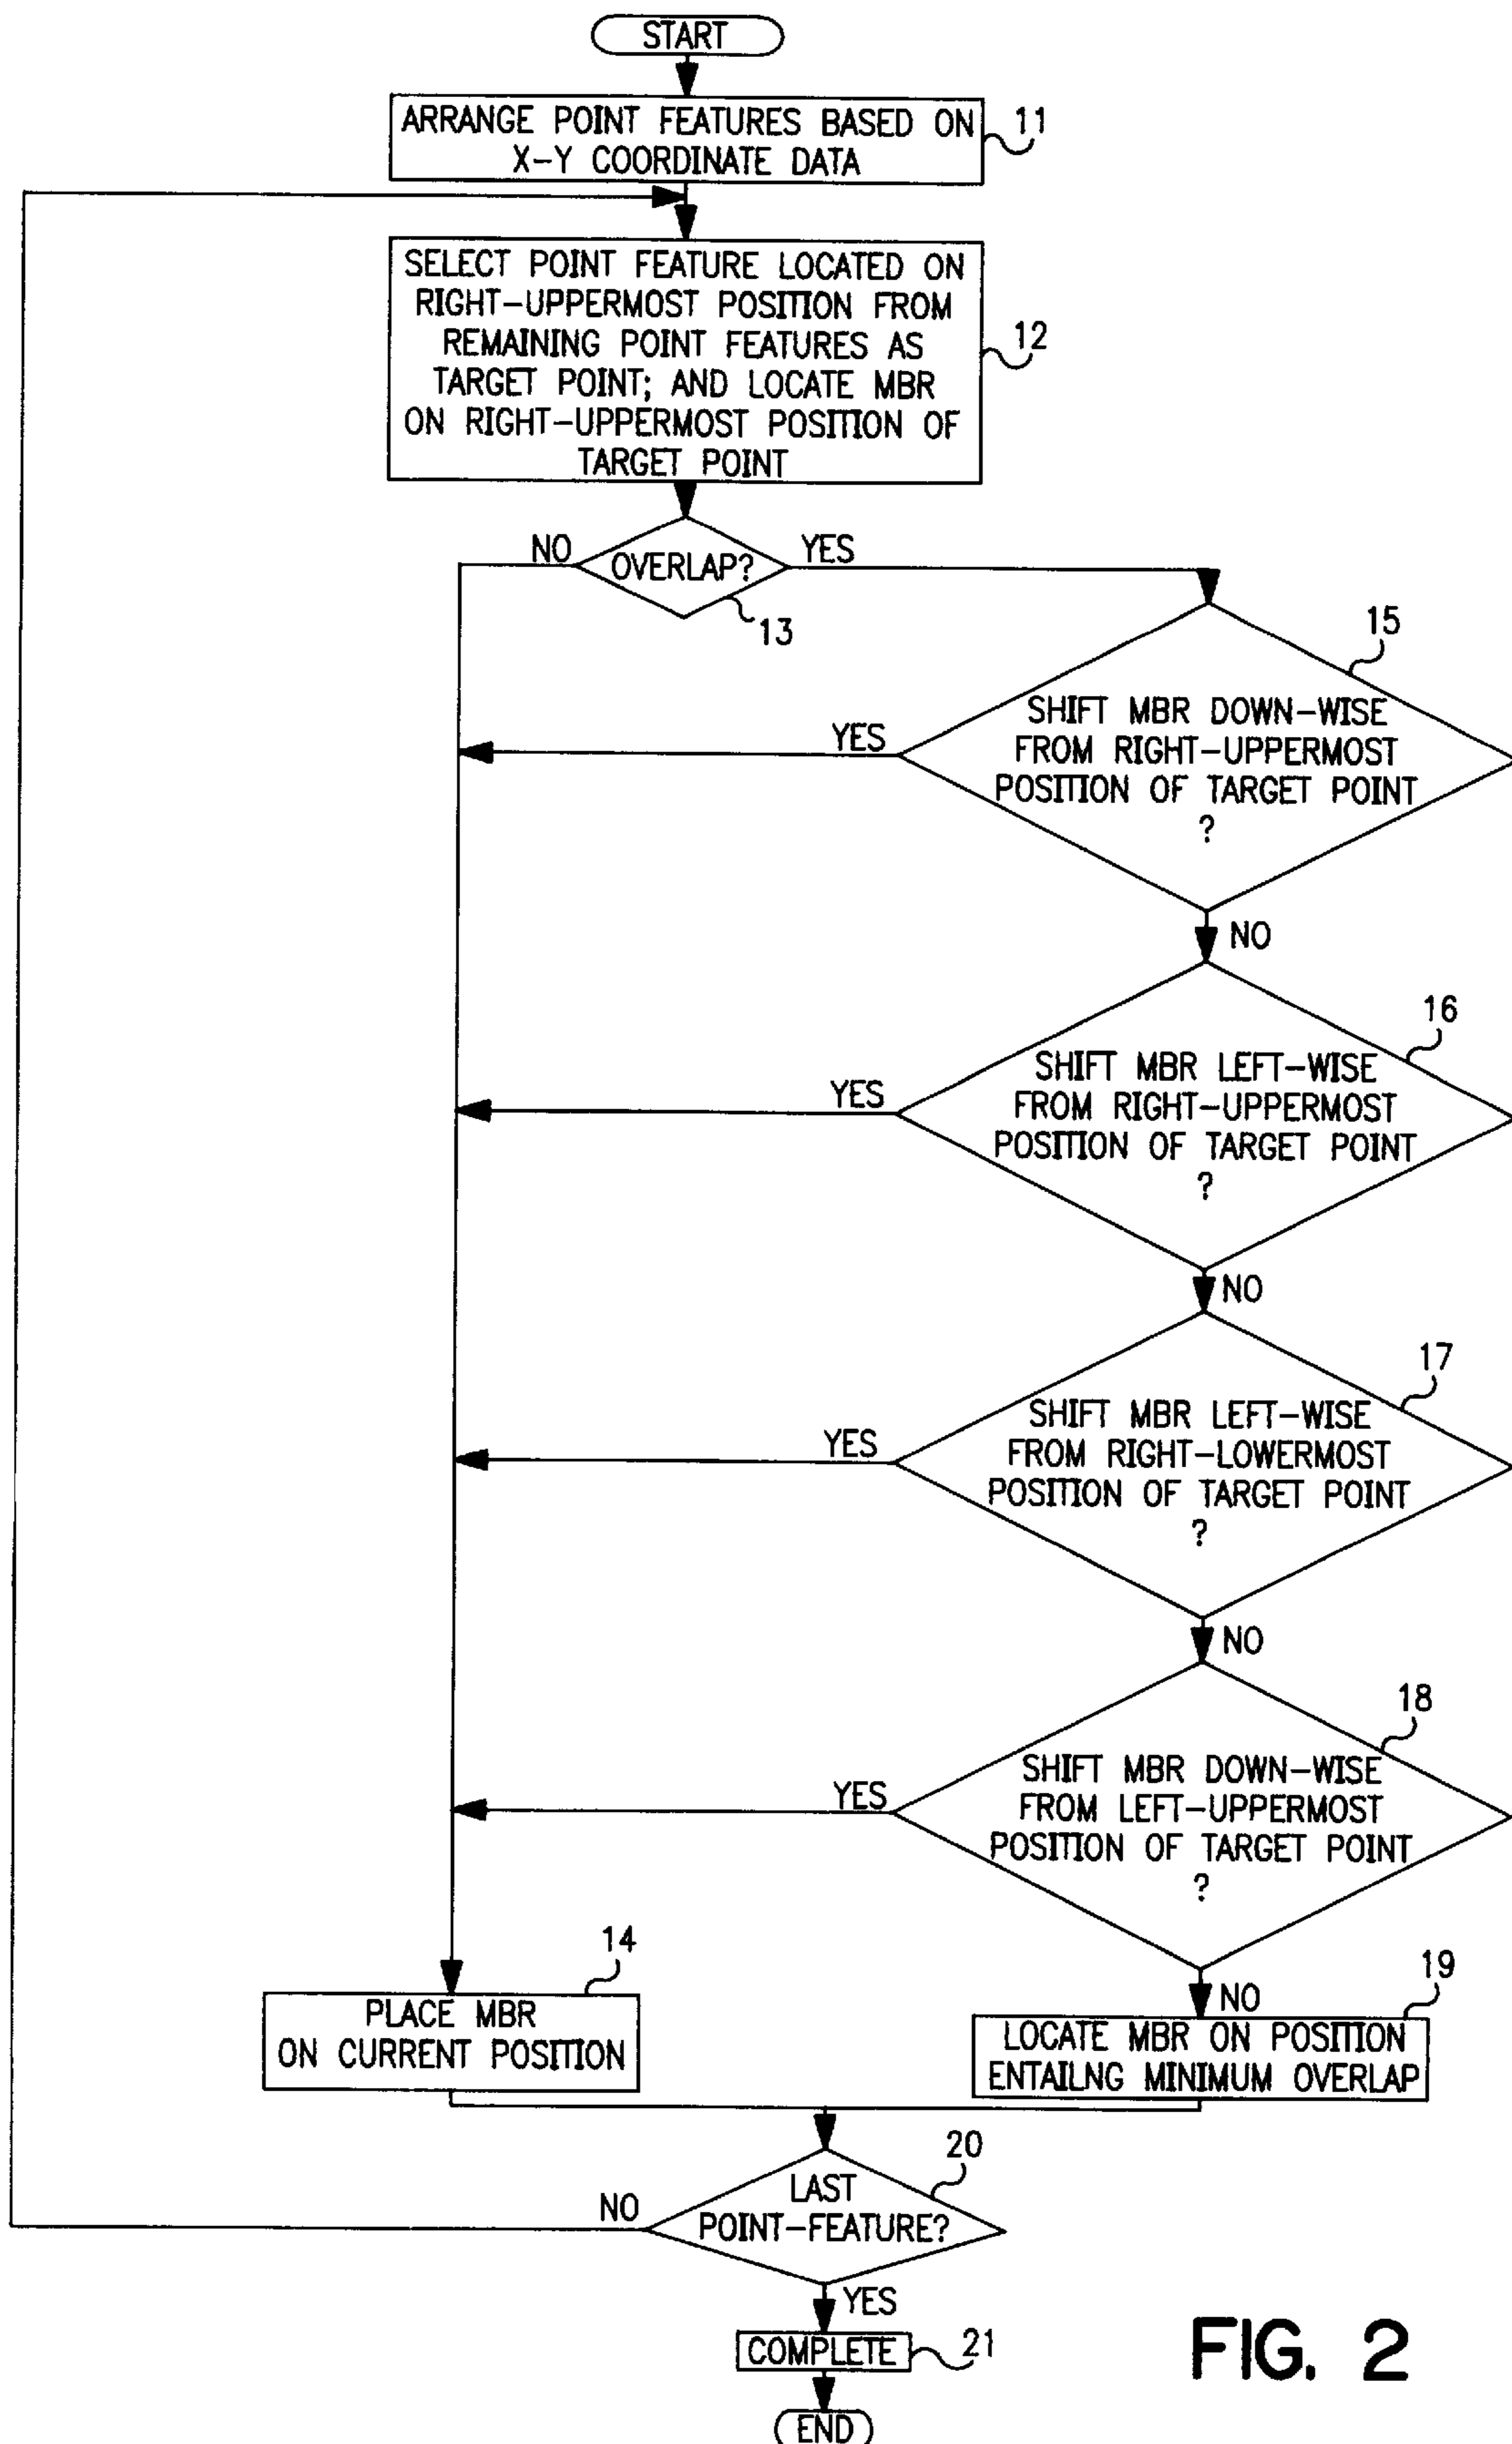 START
ARRANGE POINT FEATURES BASED ON
X-Y COORDINATE DATA
11
SELECT POINT FEATURE LOCATED ON
RIGHT-UPPERMOST POSITION FROM
REMAINING POINT FEATURES AS
TARGET POINT; AND LOCATE MBR
ON RIGHT-UPPERMOST POSITION OF
TARGET POINT
12
NO
OVERLAP?
YES
13
15
SHIFT MBR DOWN-WISE
FROM RIGHT-UPPERMOST
POSITION OF TARGET POINT
?
YES
NO
16
SHIFT MBR LEFT-WISE
FROM RIGHT-UPPERMOST
POSITION OF TARGET POINT
?
YES
NO
17
SHIFT MBR LEFT-WISE
FROM RIGHT-LOWERMOST
POSITION OF TARGET POINT
?
YES
NO
18
SHIFT MBR DOWN-WISE
FROM LEFT-UPPERMOST
POSITION OF TARGET POINT
?
YES
NO
14
PLACE MBR
ON CURRENT POSITION
19
LOCATE MBR ON POSITION
ENTAILNG MINIMUM OVERLAP
20
LAST
POINT-FEATURE?
NO
YES
COMPLETE
21
END
FIG. 2